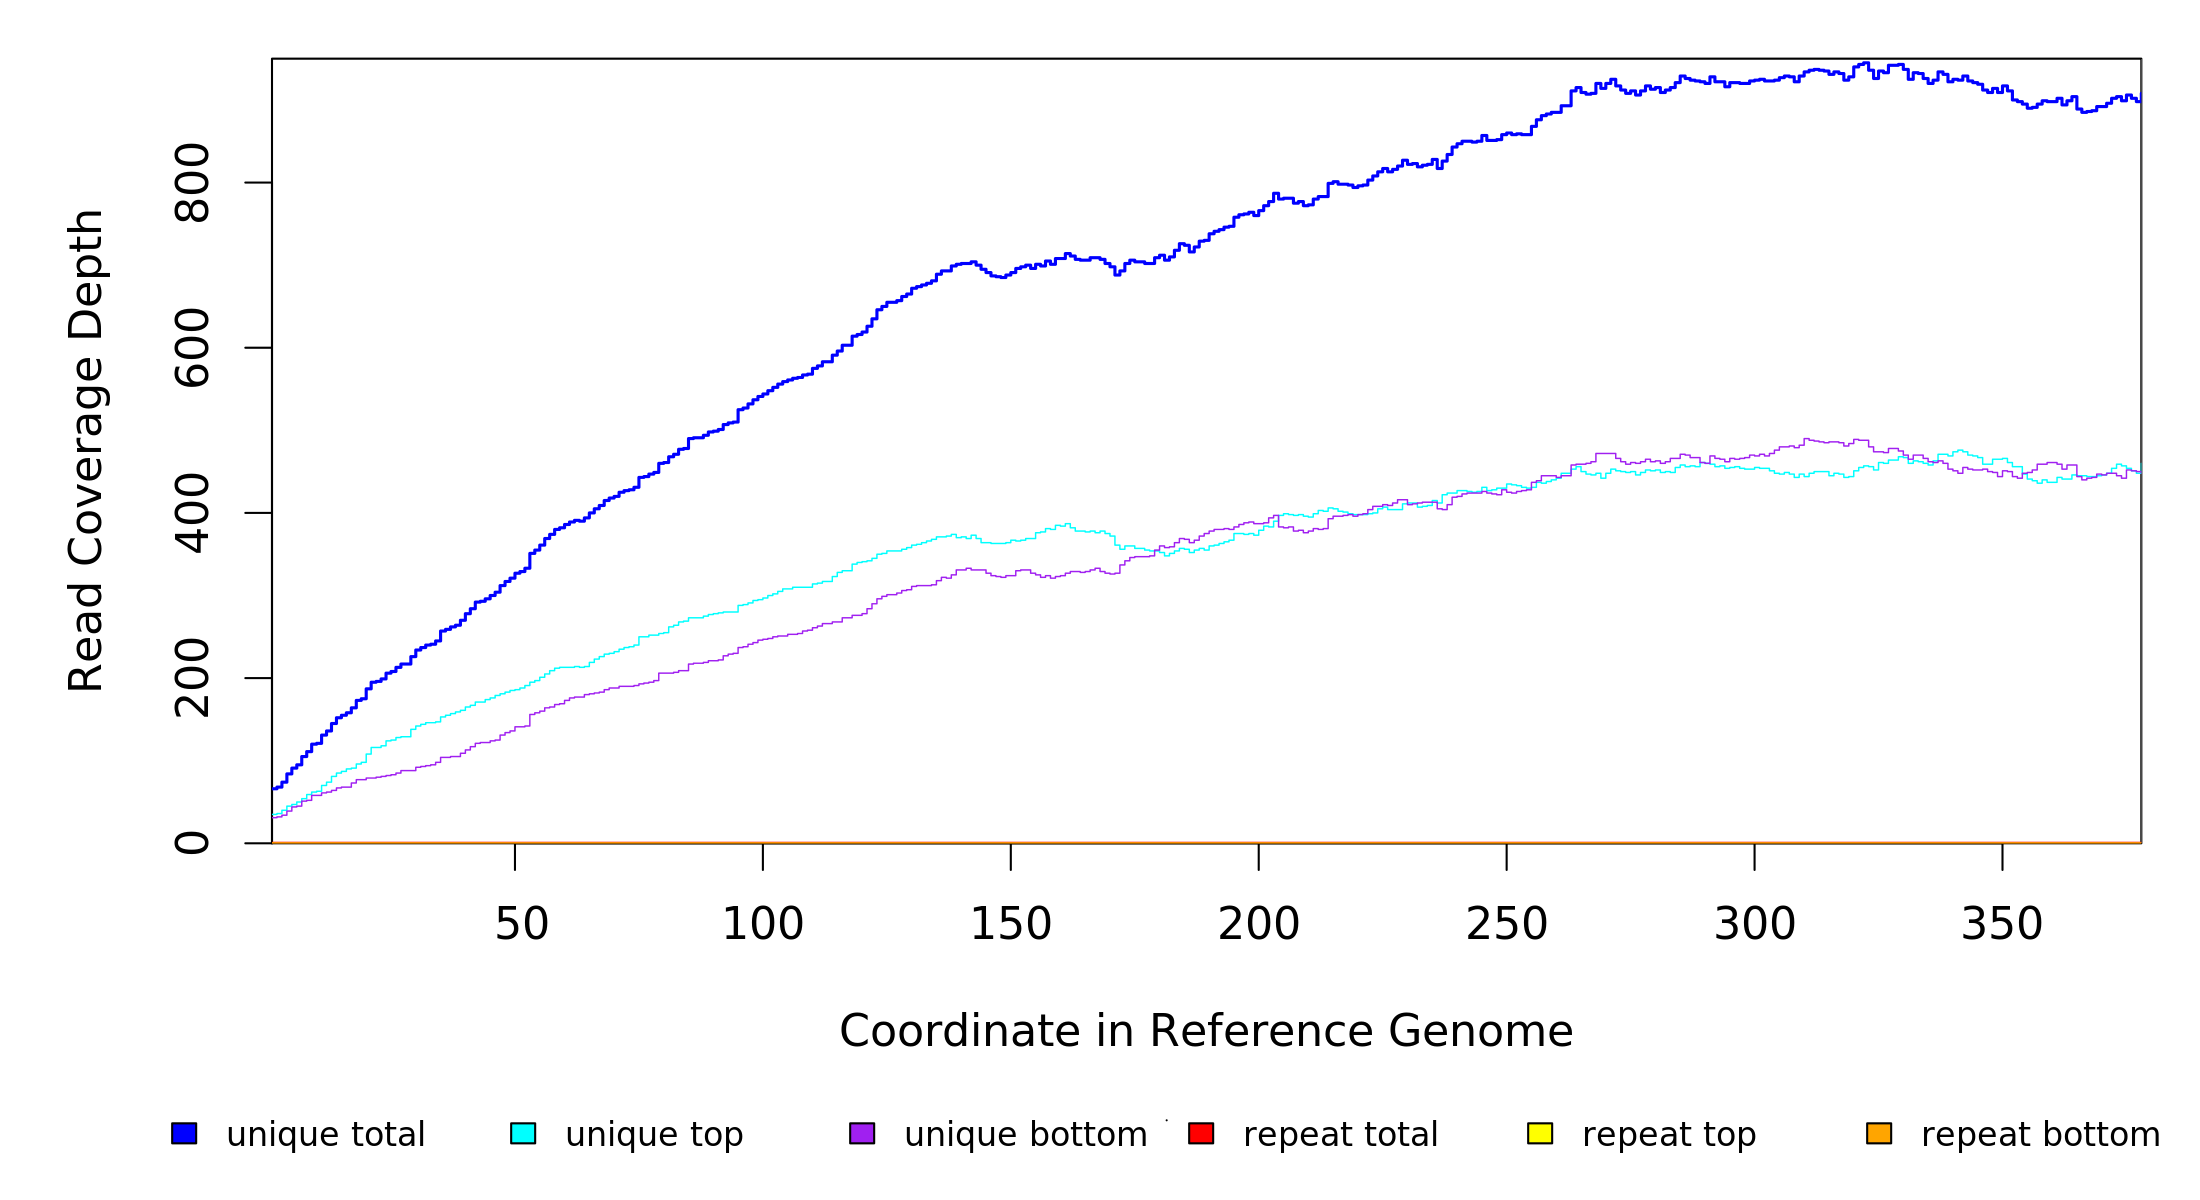 Read Coverage Depth
800
600
400
200
0
50 100 150 200 250 300 350
Coordinate in Reference Genome
unique total unique top unique bottom repeat total repeat top repeat bottom